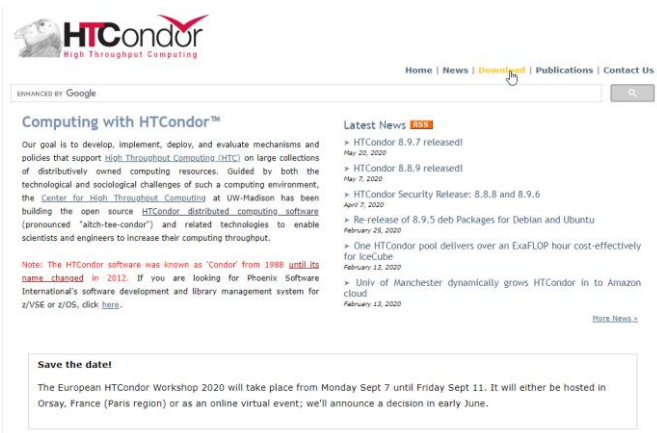 HTCondor
High Throughput Computing
Home | News | Download | Publications | Contact Us
ENHANCED BY Google
Computing with HTCondor™
Our goal is to develop, implement, deploy, and evaluate mechanisms and
policies that support High Throughput Computing (HTC) on large collections
of distributively owned computing resources. Guided by both the
technological and sociological challenges of such a computing environment,
the Center for High Throughput Computing at UW-Madison has been
building the open source HTCondor distributed computing software
(pronounced "aitch-tee-condor") and related technologies to enable
scientists and engineers to increase their computing throughput.
Note: The HTCondor software was known as 'Condor' from 1988 until its
name changed in 2012. If you are looking for Phoenix Software
International's software development and library management system for
z/VSE or z/OS, click here.
Latest News RSS
➢ HTCondor 8.9.7 released!
May 20, 2020
➢ HTCondor 8.8.9 released!
May 7, 2020
➢ HTCondor Security Release: 8.8.8 and 8.9.6
April 7, 2020
➢ Re-release of 8.9.5 deb Packages for Debian and Ubuntu
February 25, 2020
➢ One HTCondor pool delivers over an ExaFLOP hour cost-effectively
for IceCube
February 13, 2020
➢ Univ of Manchester dynamically grows HTCondor in to Amazon
cloud
February 13, 2020
More News »
Save the date!
The European HTCondor Workshop 2020 will take place from Monday Sept 7 until Friday Sept 11. It will either be hosted in
Orsay, France (Paris region) or as an online virtual event; we'll announce a decision in early June.